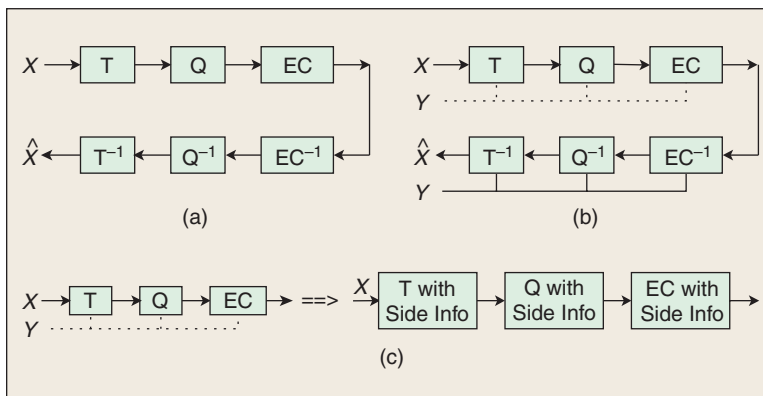 X T Q EC
X̂ T⁻¹ Q⁻¹ EC⁻¹
(a)
X T Q EC
Y
X̂ T⁻¹ Q⁻¹ EC⁻¹
Y
(b)
X T Q EC ==> X T with Side Info Q with Side Info EC with Side Info
Y
(c)